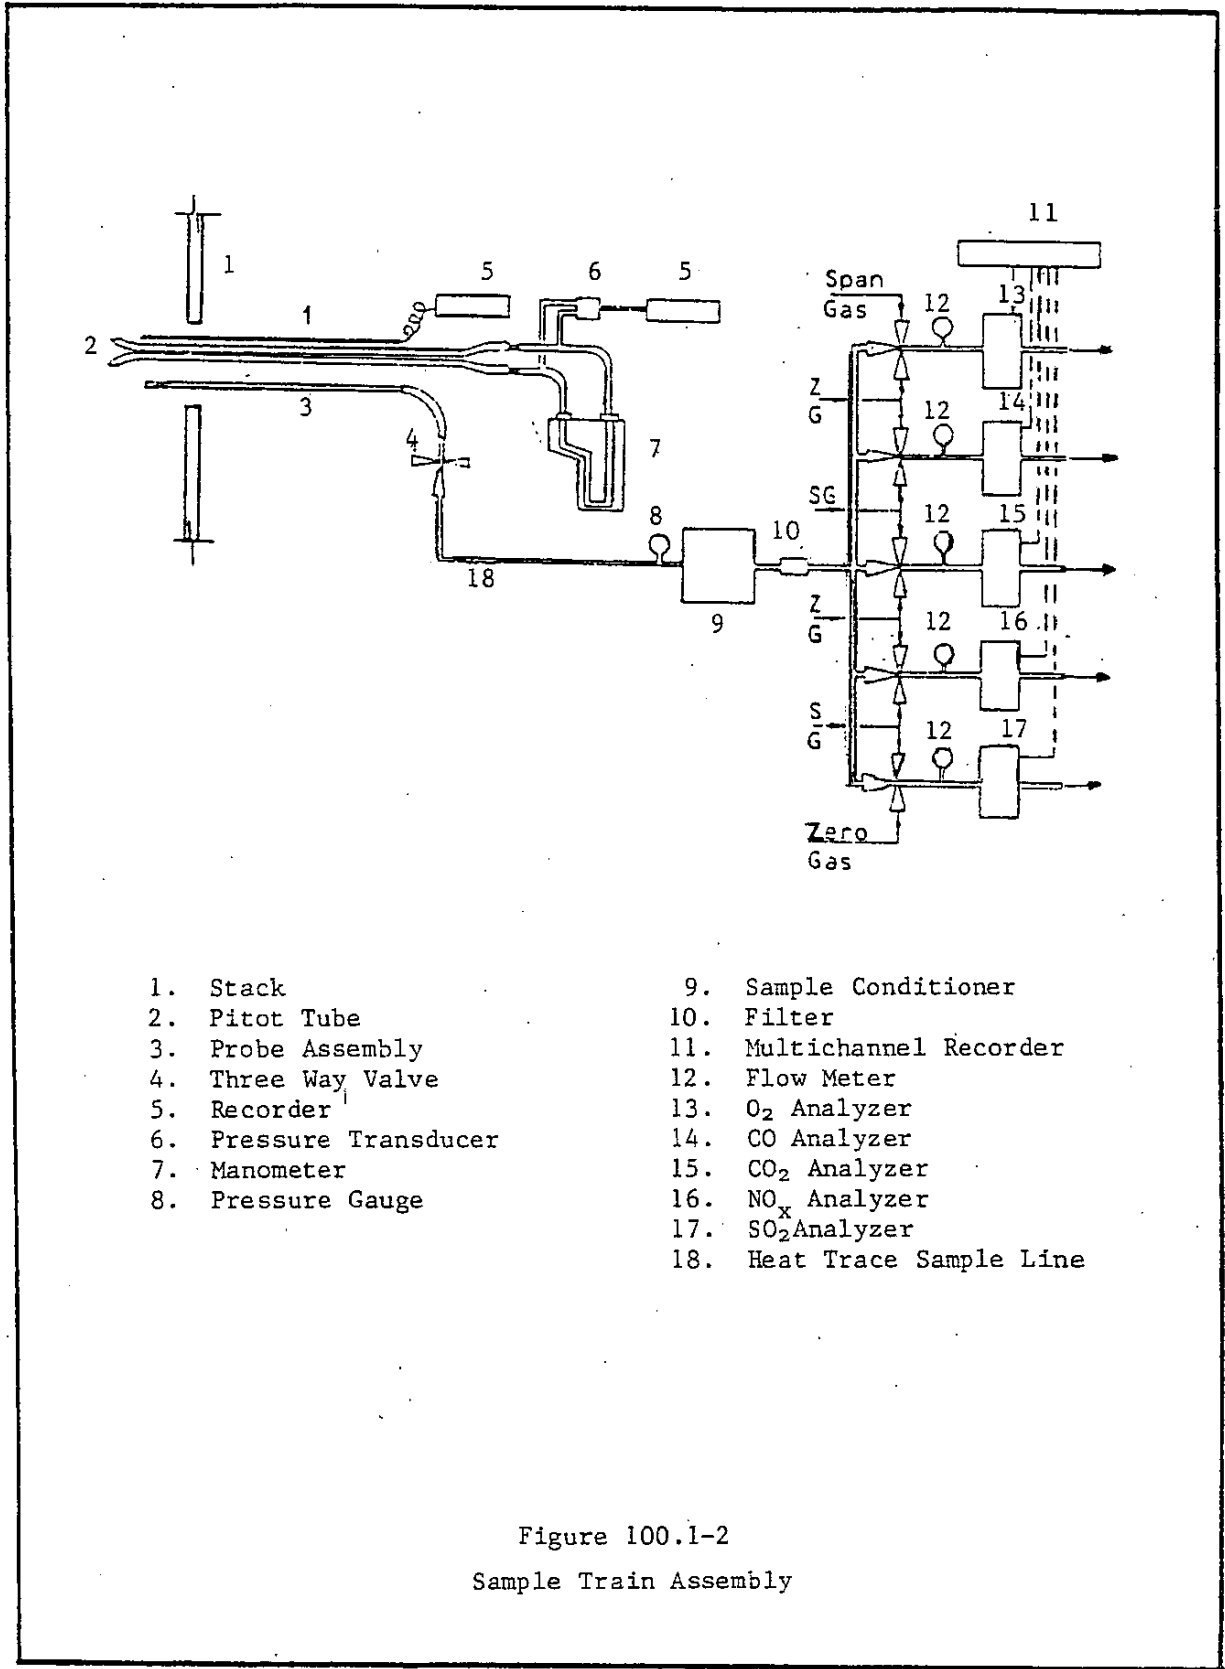 11
1
5
6
5
Span
Gas
12
13
1
2
3
Z
G
12
14
4
7
SG
12
15
8
10
18
9
Z
G
12
16
S
G
12
17
Zero
Gas
1. Stack
2. Pitot Tube
3. Probe Assembly
4. Three Way Valve
5. Recorder
6. Pressure Transducer
7. Manometer
8. Pressure Gauge
9. Sample Conditioner
10. Filter
11. Multichannel Recorder
12. Flow Meter
13. O₂ Analyzer
14. CO Analyzer
15. CO₂ Analyzer
16. NOₓ Analyzer
17. SO₂Analyzer
18. Heat Trace Sample Line
Figure 100.1-2
Sample Train Assembly